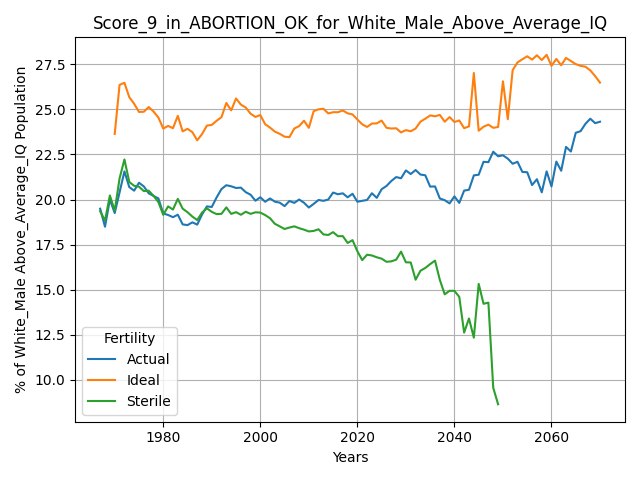 Score_9_in_ABORTION_OK_for_White_Male_Above_Average_IQ
% of White_Male Above_Average_IQ Population
27.5
25.0
22.5
20.0
17.5
15.0
12.5
10.0
Fertility
Actual
Ideal
Sterile
1980
2000
2020
2040
2060
Years